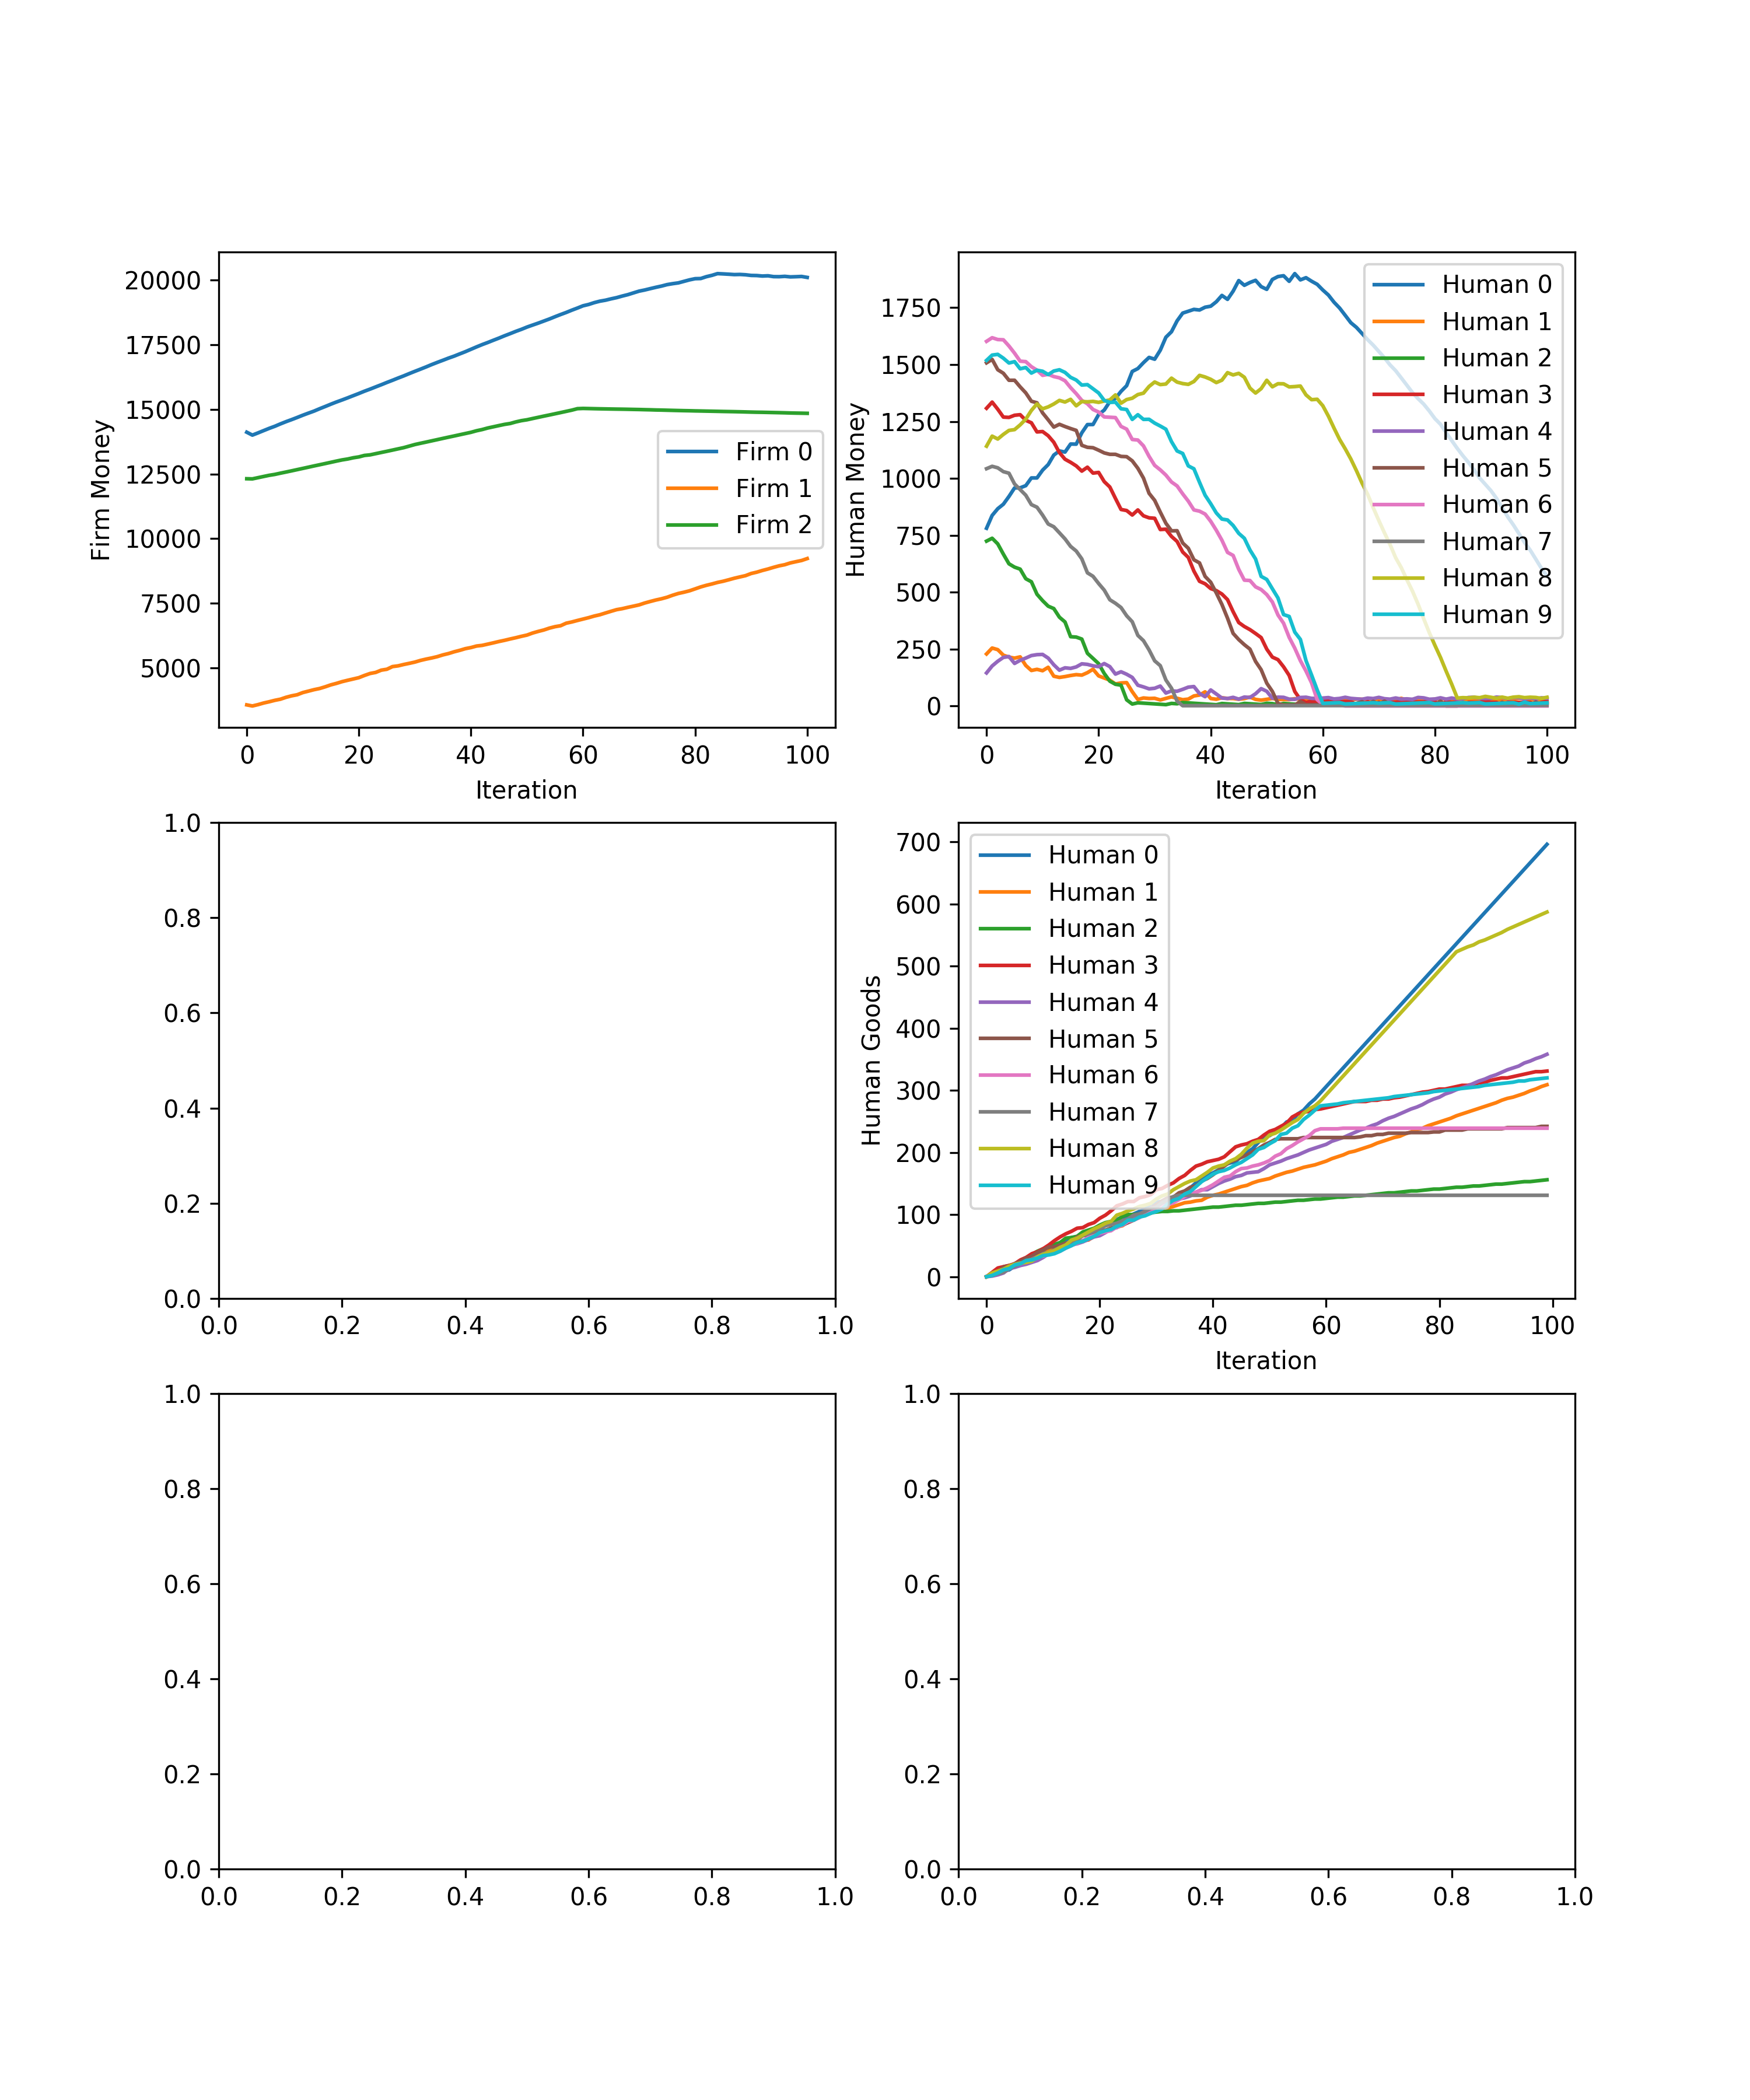 20000
17500
15000
12500
10000
7500
5000
Firm Money
0 20 40 60 80 100
Iteration
Firm 0
Firm 1
Firm 2
1750
1500
1250
1000
750
500
250
0
Human Money
0 20 40 60 80 100
Iteration
Human 0
Human 1
Human 2
Human 3
Human 4
Human 5
Human 6
Human 7
Human 8
Human 9
1.0
0.8
0.6
0.4
0.2
0.0
0.0 0.2 0.4 0.6 0.8 1.0
700
600
500
400
300
200
100
0
Human Goods
0 20 40 60 80 100
Iteration
Human 0
Human 1
Human 2
Human 3
Human 4
Human 5
Human 6
Human 7
Human 8
Human 9
1.0
0.8
0.6
0.4
0.2
0.0
0.0 0.2 0.4 0.6 0.8 1.0
1.0
0.8
0.6
0.4
0.2
0.0
0.0 0.2 0.4 0.6 0.8 1.0